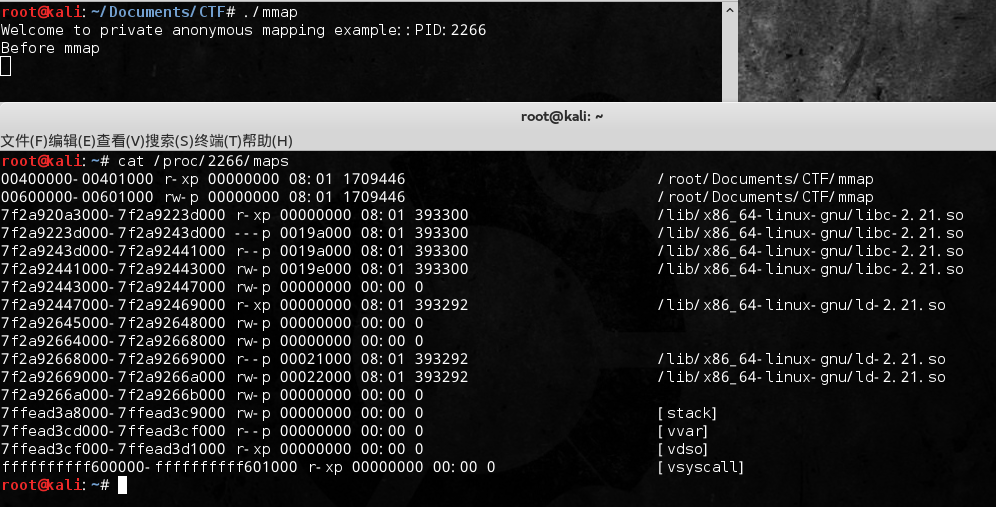 root@kali:~/Documents/CTF# ./mmap
Welcome to private anonymous mapping example::PID:2266
Before mmap
root@kali: ~
文件(F)编辑(E)查看(V)搜索(S)终端(T)帮助(H)
root@kali:~# cat /proc/2266/maps
00400000-00401000 r-xp 00000000 08:01 1709446 /root/Documents/CTF/mmap
00600000-00601000 rw-p 00000000 08:01 1709446 /root/Documents/CTF/mmap
7f2a920a3000-7f2a9223d000 r-xp 00000000 08:01 393300 /lib/x86_64-linux-gnu/libc-2.21.so
7f2a9223d000-7f2a9243d000 ---p 0019a000 08:01 393300 /lib/x86_64-linux-gnu/libc-2.21.so
7f2a9243d000-7f2a92441000 r--p 0019a000 08:01 393300 /lib/x86_64-linux-gnu/libc-2.21.so
7f2a92441000-7f2a92443000 rw-p 0019e000 08:01 393300 /lib/x86_64-linux-gnu/libc-2.21.so
7f2a92443000-7f2a92447000 rw-p 00000000 00:00 0
7f2a92447000-7f2a92469000 r-xp 00000000 08:01 393292 /lib/x86_64-linux-gnu/ld-2.21.so
7f2a92645000-7f2a92648000 rw-p 00000000 00:00 0
7f2a92664000-7f2a92668000 rw-p 00000000 00:00 0
7f2a92668000-7f2a92669000 r--p 00021000 08:01 393292 /lib/x86_64-linux-gnu/ld-2.21.so
7f2a92669000-7f2a9266a000 rw-p 00022000 08:01 393292 /lib/x86_64-linux-gnu/ld-2.21.so
7f2a9266a000-7f2a9266b000 rw-p 00000000 00:00 0
7ffead3a8000-7ffead3c9000 rw-p 00000000 00:00 0 [stack]
7ffead3cd000-7ffead3cf000 r--p 00000000 00:00 0 [vvar]
7ffead3cf000-7ffead3d1000 r-xp 00000000 00:00 0 [vdso]
ffffffffff600000-ffffffffff601000 r-xp 00000000 00:00 0 [vsyscall]
root@kali:~#